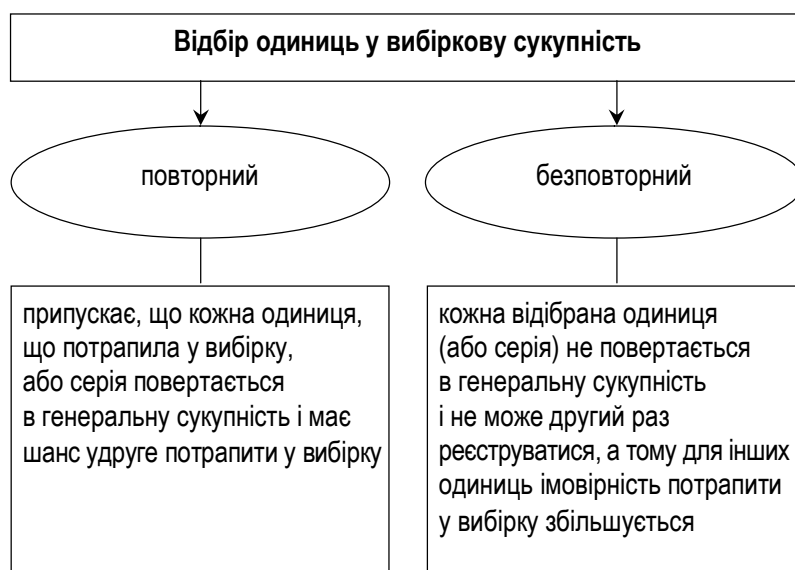 Відбір одиниць у вибіркову сукупність
повторний
безповторний
припускає, що кожна одиниця,
що потрапила у вибірку,
або серія повертається
в генеральну сукупність і має
шанс удруге потрапити у вибірку
кожна відібрана одиниця
(або серія) не повертається
в генеральну сукупність
і не може другий раз
реєструватися, а тому для інших
одиниць імовірність потрапити
у вибірку збільшується